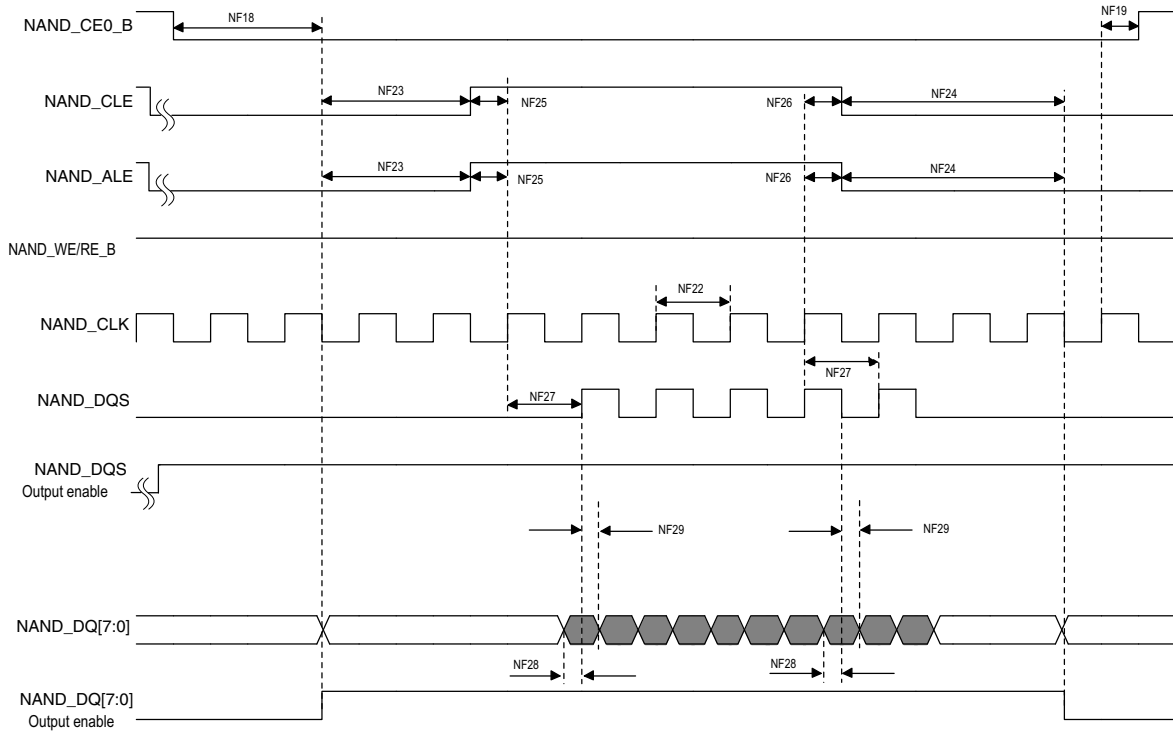 NAND_CE0_B
NF18
NF19
NAND_CLE
NF23
NF25
NF26
NF24
NAND_ALE
NF23
NF25
NF26
NF24
NAND_WE/RE_B
NF22
NAND_CLK
NF27
NAND_DQS
NF27
NAND_DQS
Output enable
NF29
NF29
NAND_DQ[7:0]
NF28
NF28
NAND_DQ[7:0]
Output enable